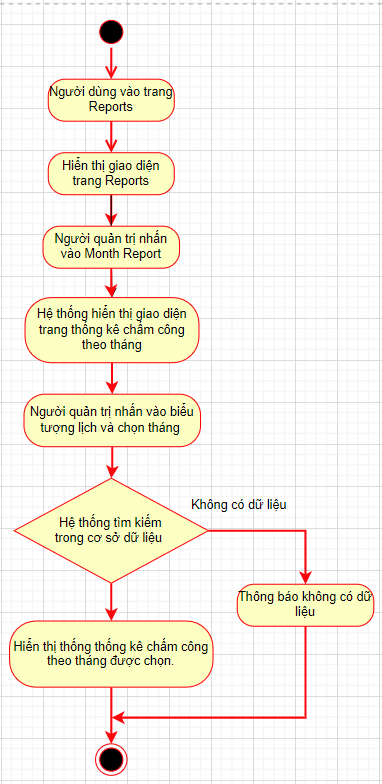 Người dùng vào trang
Reports
Hiển thị giao diện
trang Reports
Người quản trị nhấn
vào Month Report
Hệ thống hiển thị giao diện
trang thống kê chấm công
theo tháng
Người quản trị nhấn vào biểu
tượng lịch và chọn tháng
Không có dữ liệu
Hệ thống tìm kiếm
trong cơ sở dữ liệu
Thông báo không có dữ
liệu
Hiển thị thống thống kê chấm công
theo tháng được chọn.